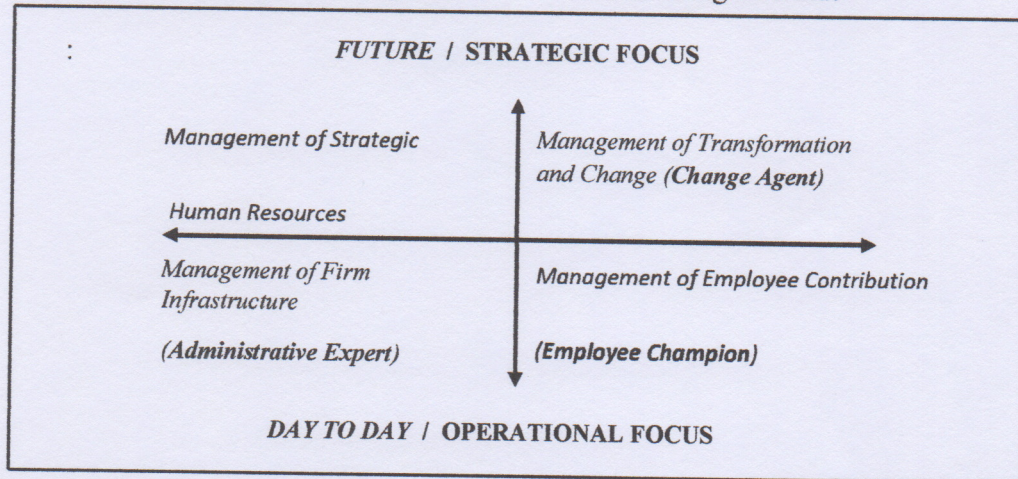 :
FUTURE / STRATEGIC FOCUS
Management of Strategic
Human Resources
Management of Transformation
and Change (Change Agent)
Management of Firm
Infrastructure
(Administrative Expert)
Management of Employee Contribution
(Employee Champion)
DAY TO DAY / OPERATIONAL FOCUS